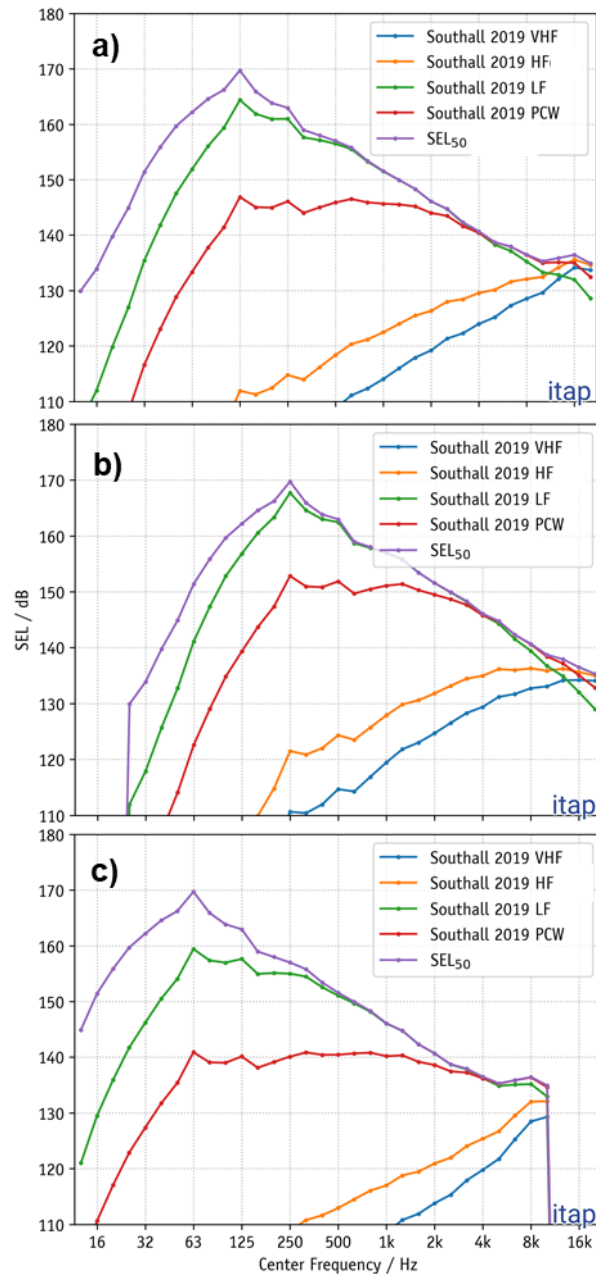 180
a)
Southall 2019 VHF
Southall 2019 HF
Southall 2019 LF
Southall 2019 PCW
SEL50
170
160
150
140
130
120
110
itap
180
b)
Southall 2019 VHF
Southall 2019 HF
Southall 2019 LF
Southall 2019 PCW
SEL50
170
160
150
140
130
120
110
SEL / dB
itap
180
c)
Southall 2019 VHF
Southall 2019 HF
Southall 2019 LF
Southall 2019 PCW
SEL50
170
160
150
140
130
120
110
itap
16 32 63 125 250 500 1k 2k 4k 8k 16k
Center Frequency / Hz